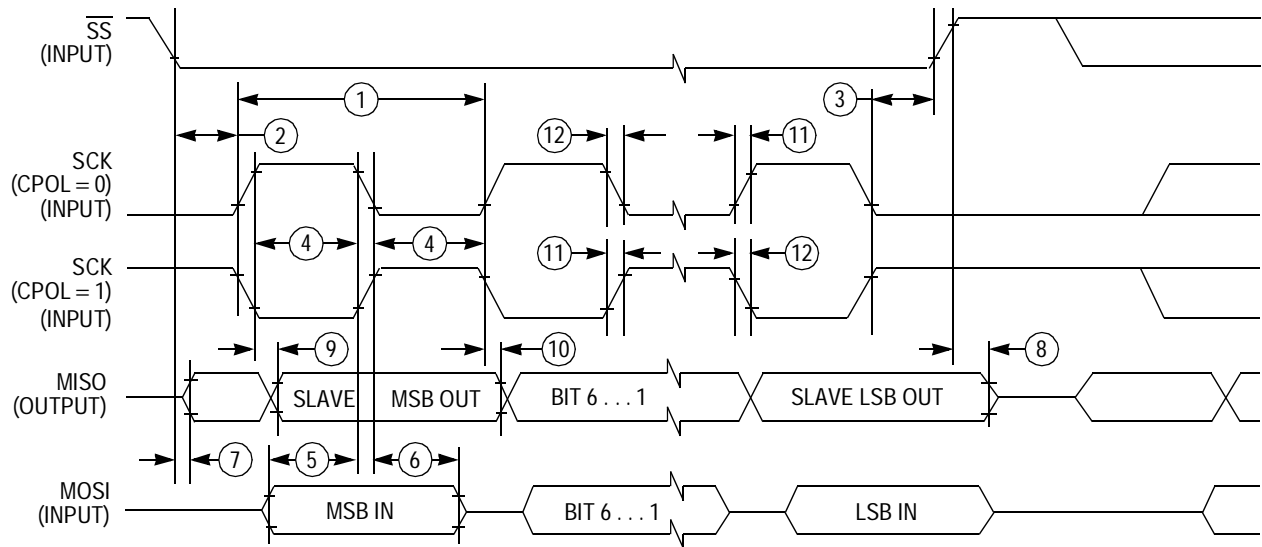 SS
(INPUT)
1
3
2
12
11
SCK
(CPOL = 0)
(INPUT)
4
4
11
12
SCK
(CPOL = 1)
(INPUT)
9
10
8
MISO
(OUTPUT)
SLAVE
MSB OUT
BIT 6 . . . 1
SLAVE LSB OUT
7
5
6
MOSI
(INPUT)
MSB IN
BIT 6 . . . 1
LSB IN